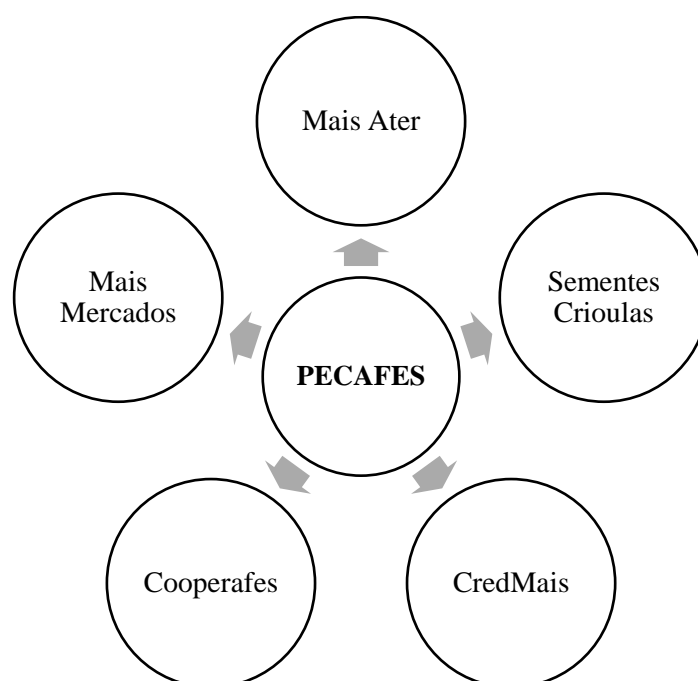 Mais Ater
Mais
Mercados
Sementes
Crioulas
PECAFES
Cooperafes
CredMais